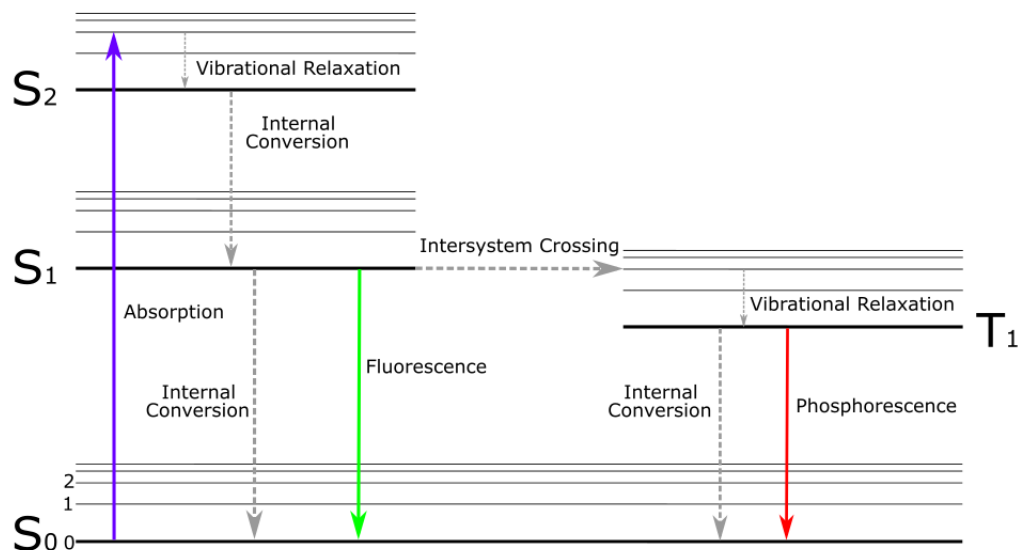 Vibrational Relaxation
S2
Internal
Conversion
Intersystem Crossing
S1
Absorption
Vibrational Relaxation
T1
Fluorescence
Internal
Conversion
Internal
Conversion
Phosphorescence
2
1
S0 0